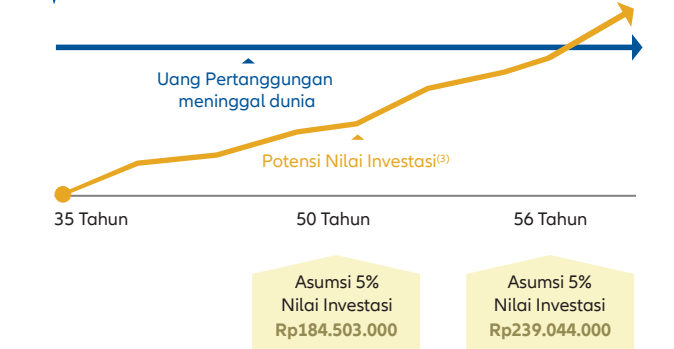 Uang Pertanggungan
meninggal dunia
Potensi Nilai Investasi(3)
35 Tahun
50 Tahun
56 Tahun
Asumsi 5%
Nilai Investasi
Rp184.503.000
Asumsi 5%
Nilai Investasi
Rp239.044.000